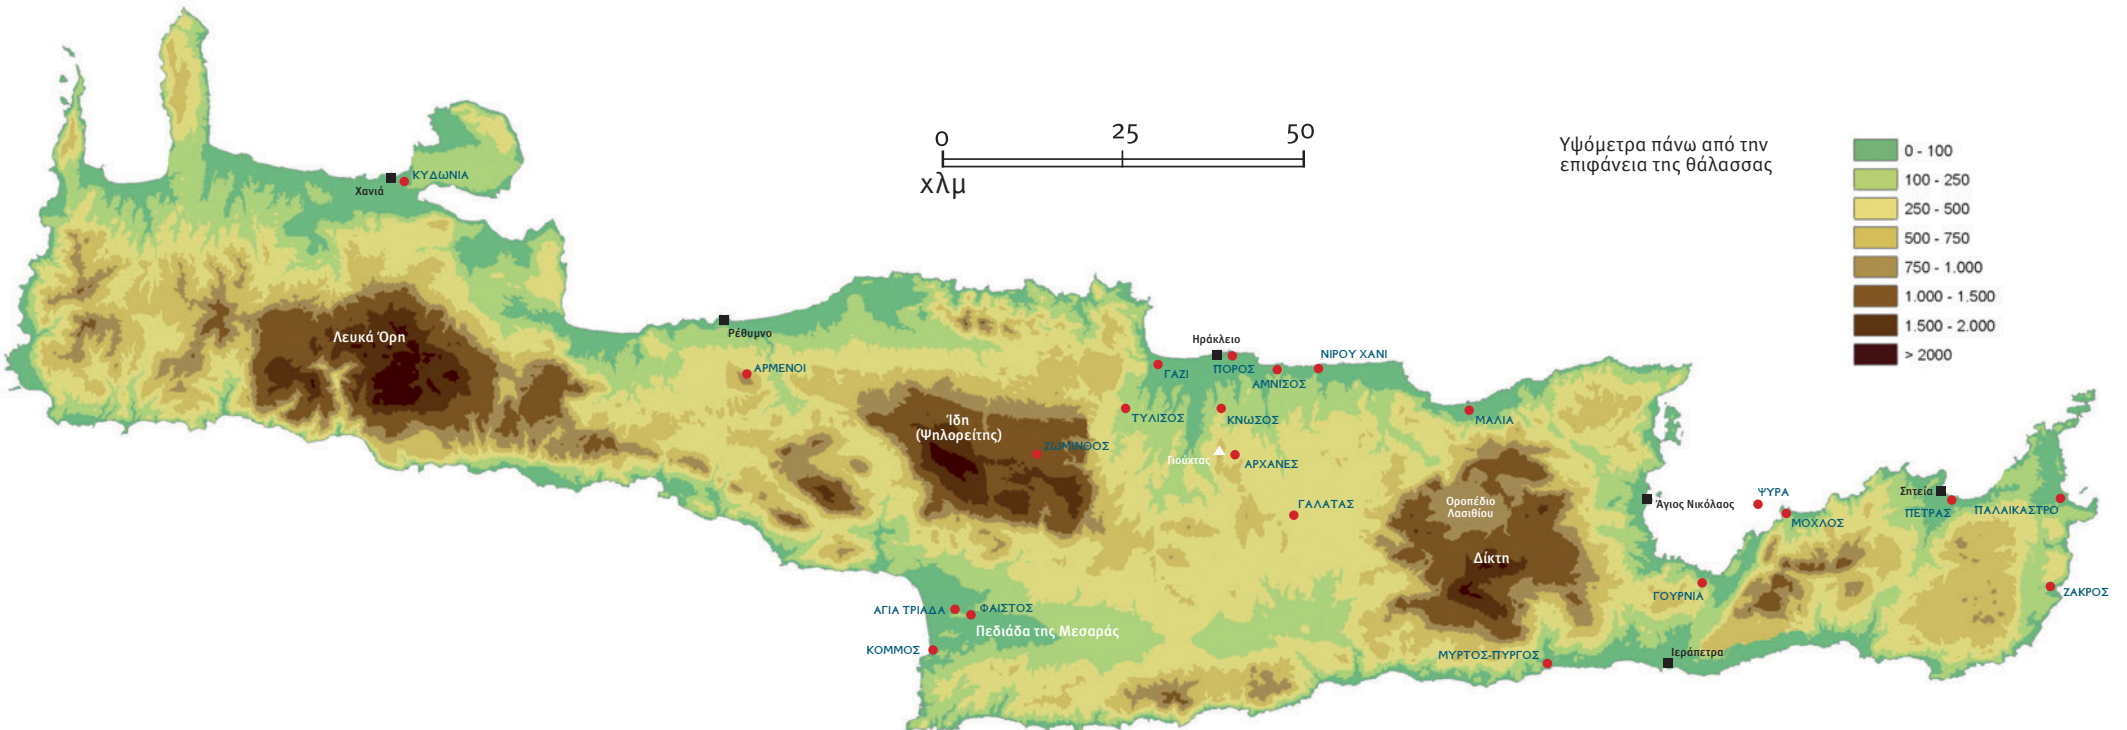 0 25 50
χλμ
Υψόμετρα πάνω από την
επιφάνεια της θάλασσας
0 - 100
100 - 250
250 - 500
500 - 750
750 - 1.000
1.000 - 1.500
1.500 - 2.000
> 2000
ΚΥΔΩΝΙΑ
Χανιά
Λευκά Όρη
Ρέθυμνο
ΑΡΜΕΝΟΙ
Ίδη
(Ψηλορείτης)
ΖΩΜΙΝΘΟΣ
Ηράκλειο
ΠΟΡΟΣ
ΓΑΖΙ
ΑΜΝΙΣΟΣ
ΝΙΡΟΥ ΧΑΝΙ
ΤΥΛΙΣΟΣ
ΚΝΩΣΟΣ
Γιούχτας
ΑΡΧΑΝΕΣ
ΓΑΛΑΤΑΣ
ΜΑΛΙΑ
Οροπέδιο
Λασιθίου
Δίκτη
Άγιος Νικόλαος
ΨΥΡΑ
ΜΟΧΛΟΣ
Σητεία
ΠΕΤΡΑΣ
ΠΑΛΑΙΚΑΣΤΡΟ
ΖΑΚΡΟΣ
ΓΟΥΡΝΙΑ
Ιεράπετρα
ΜΥΡΤΟΣ-ΠΥΡΓΟΣ
ΑΓΙΑ ΤΡΙΑΔΑ
ΦΑΙΣΤΟΣ
Πεδιάδα της Μεσαράς
ΚΟΜΜΟΣ